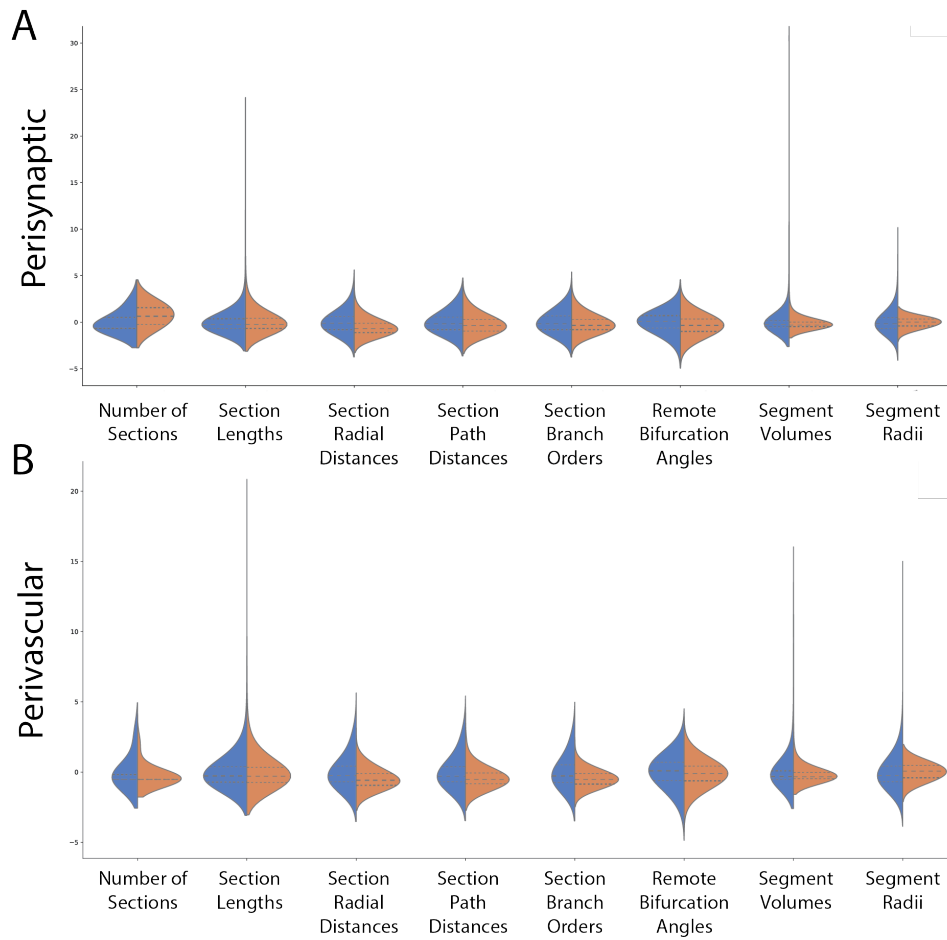 A
Perisynaptic
30
25
20
15
10
5
0
−5
Number of
Sections
Section
Lengths
Section
Radial
Distances
Section
Path
Distances
Section
Branch
Orders
Remote
Bifurcation
Angles
Segment
Volumes
Segment
Radii
B
Perivascular
20
15
10
5
0
−5
Number of
Sections
Section
Lengths
Section
Radial
Distances
Section
Path
Distances
Section
Branch
Orders
Remote
Bifurcation
Angles
Segment
Volumes
Segment
Radii